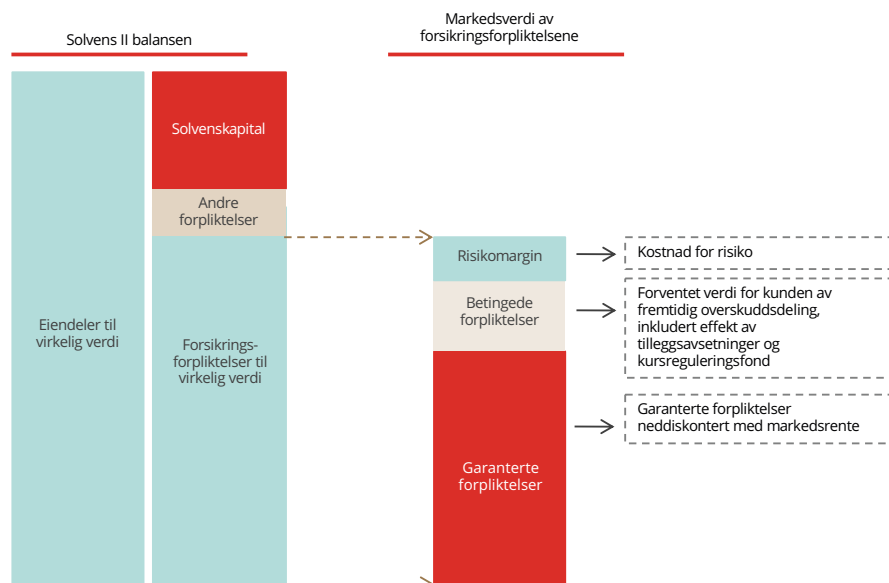 Solvens II balansen
Markedsverdi av
forsikringsforpliktelsene
Solvenskapital
Andre
forpliktelser
Eiendeler til
virkelig verdi
Forsikrings-
forpliktelser til
virkelig verdi
Risikomargin
Betingede
forpliktelser
Garanterte
forpliktelser
Kostnad for risiko
Forventet verdi for kunden av
fremtidig overskuddsdeling,
inkludert effekt av
tilleggsavsetninger og
kursreguleringsfond
Garanterte forpliktelser
neddiskontert med markedsrente